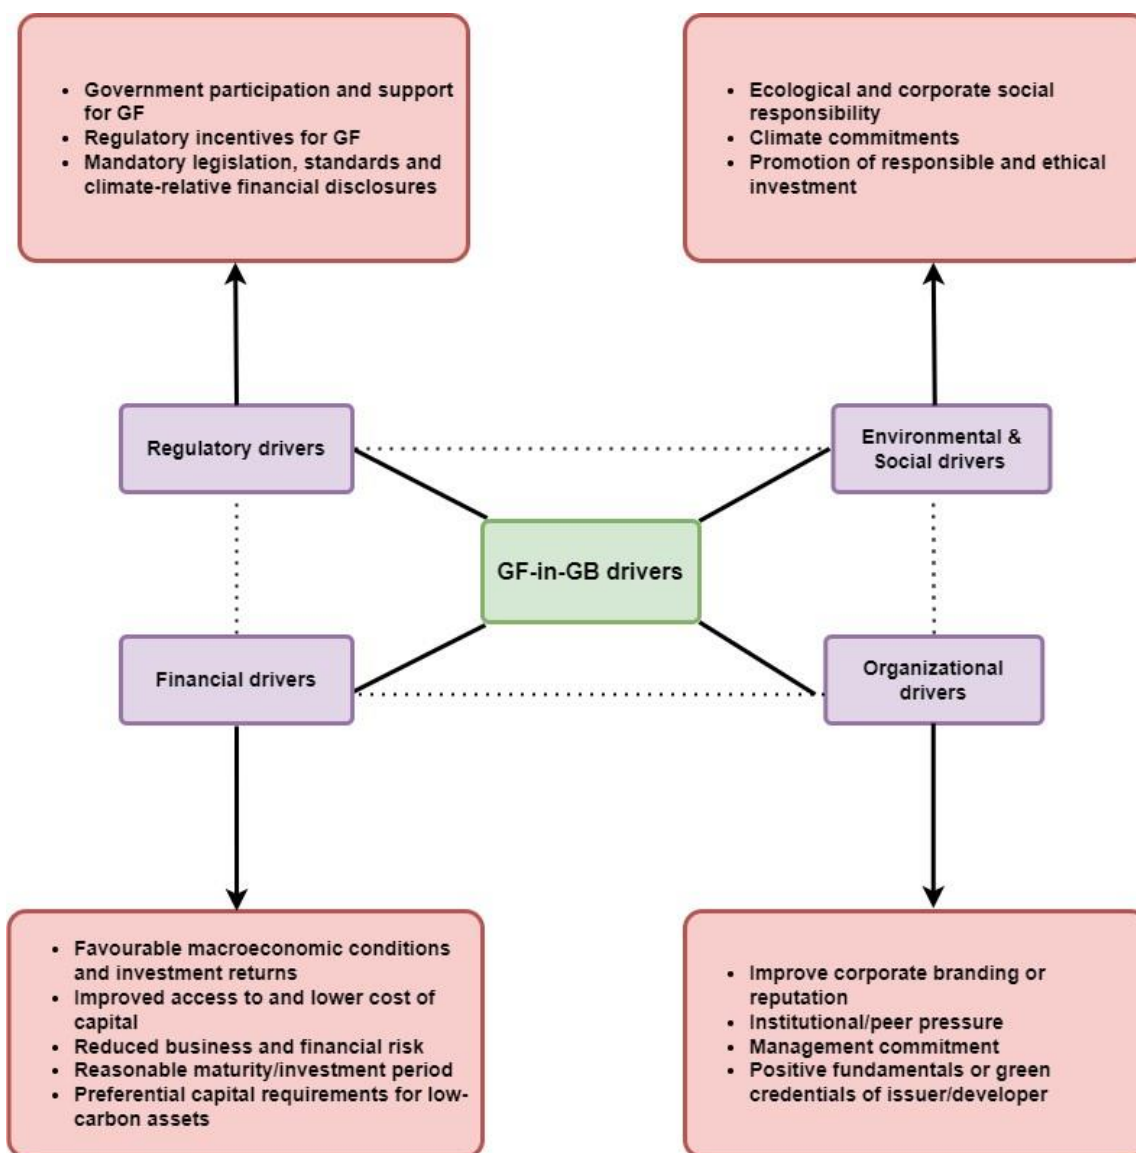 • Government participation and support
for GF
• Regulatory incentives for GF
• Mandatory legislation, standards and
climate-relative financial disclosures
• Ecological and corporate social
responsibility
• Climate commitments
• Promotion of responsible and ethical
investment
Regulatory drivers
Environmental &
Social drivers
GF-in-GB drivers
Financial drivers
Organizational
drivers
• Favourable macroeconomic conditions
and investment returns
• Improved access to and lower cost of
capital
• Reduced business and financial risk
• Reasonable maturity/investment period
• Preferential capital requirements for low-
carbon assets
• Improve corporate branding or
reputation
• Institutional/peer pressure
• Management commitment
• Positive fundamentals or green
credentials of issuer/developer